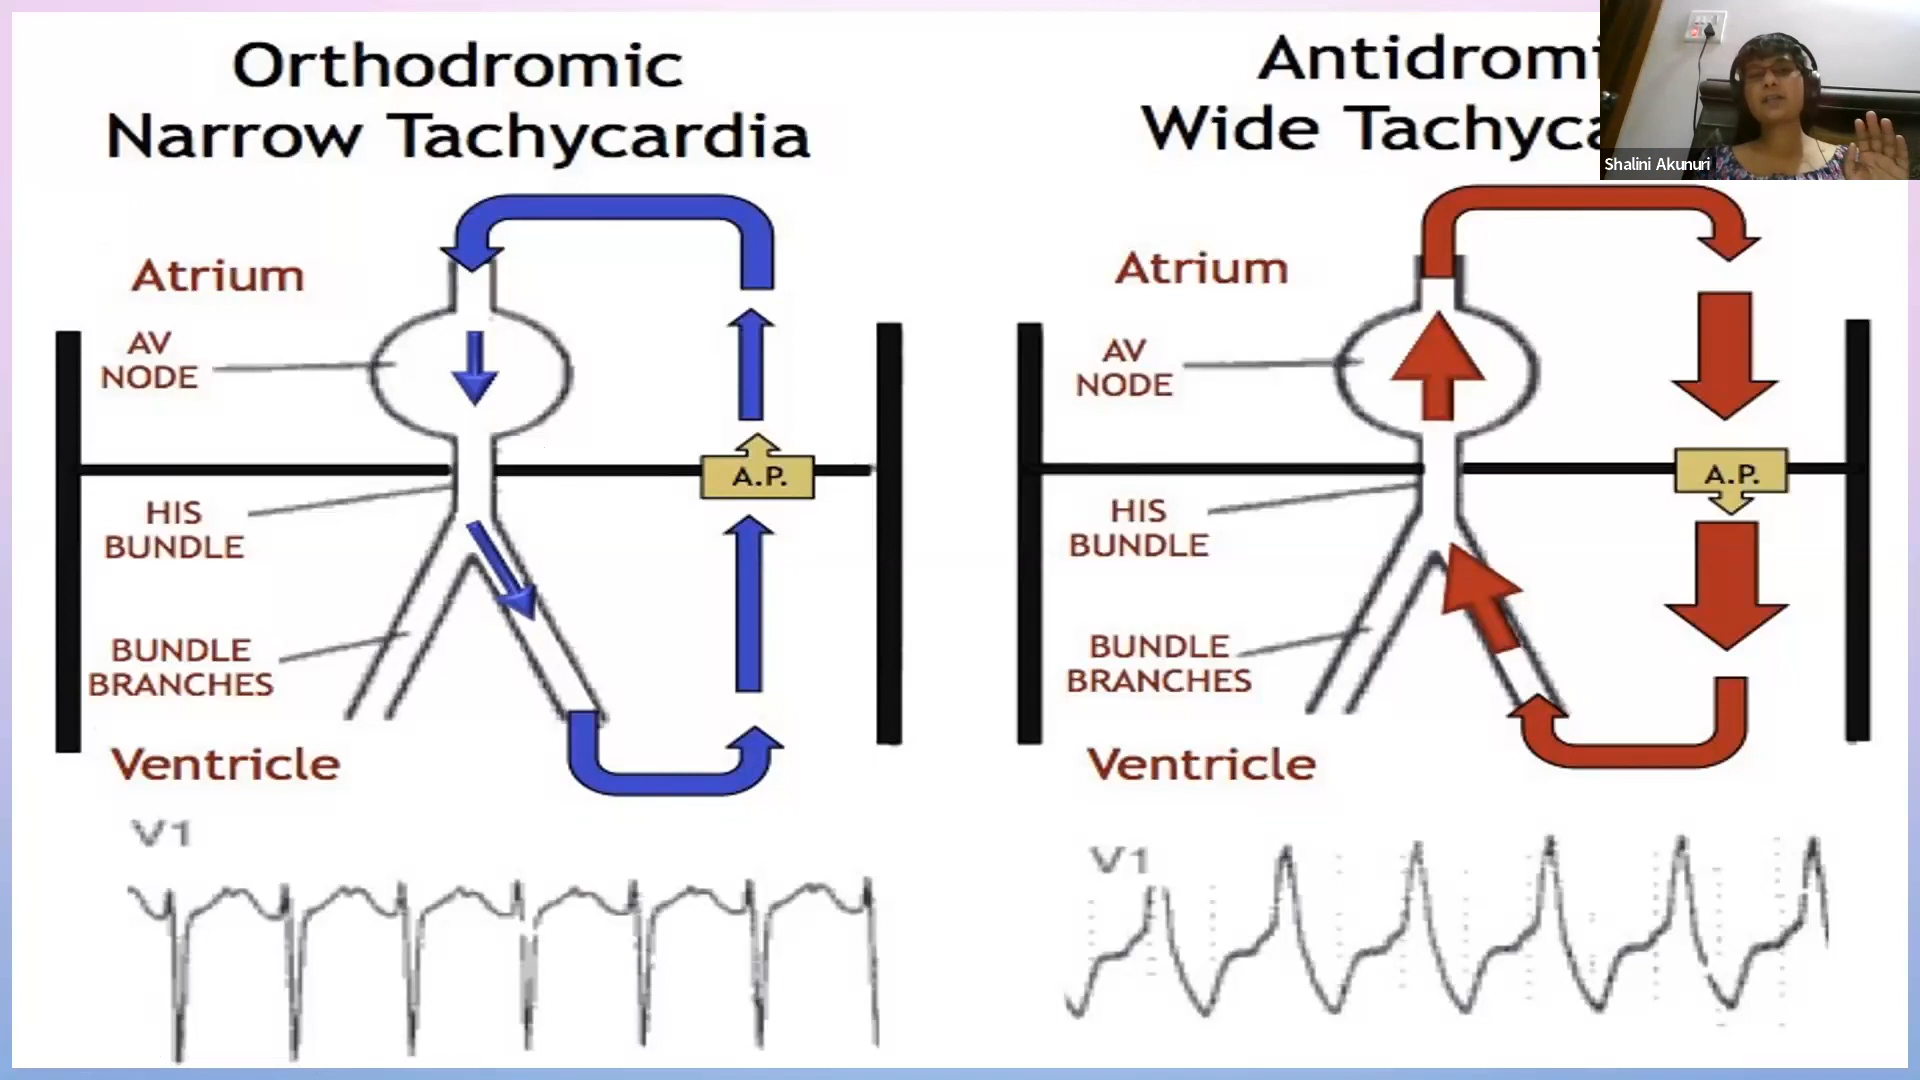 Orthodromic
Narrow Tachycardia
Atrium
AV
NODE
A.P.
HIS
BUNDLE
BUNDLE
BRANCHES
Ventricle
V1
Antidromi
Wide Tachyca
Shalini Akunuri
Atrium
AV
NODE
A.P.
HIS
BUNDLE
BUNDLE
BRANCHES
Ventricle
V1